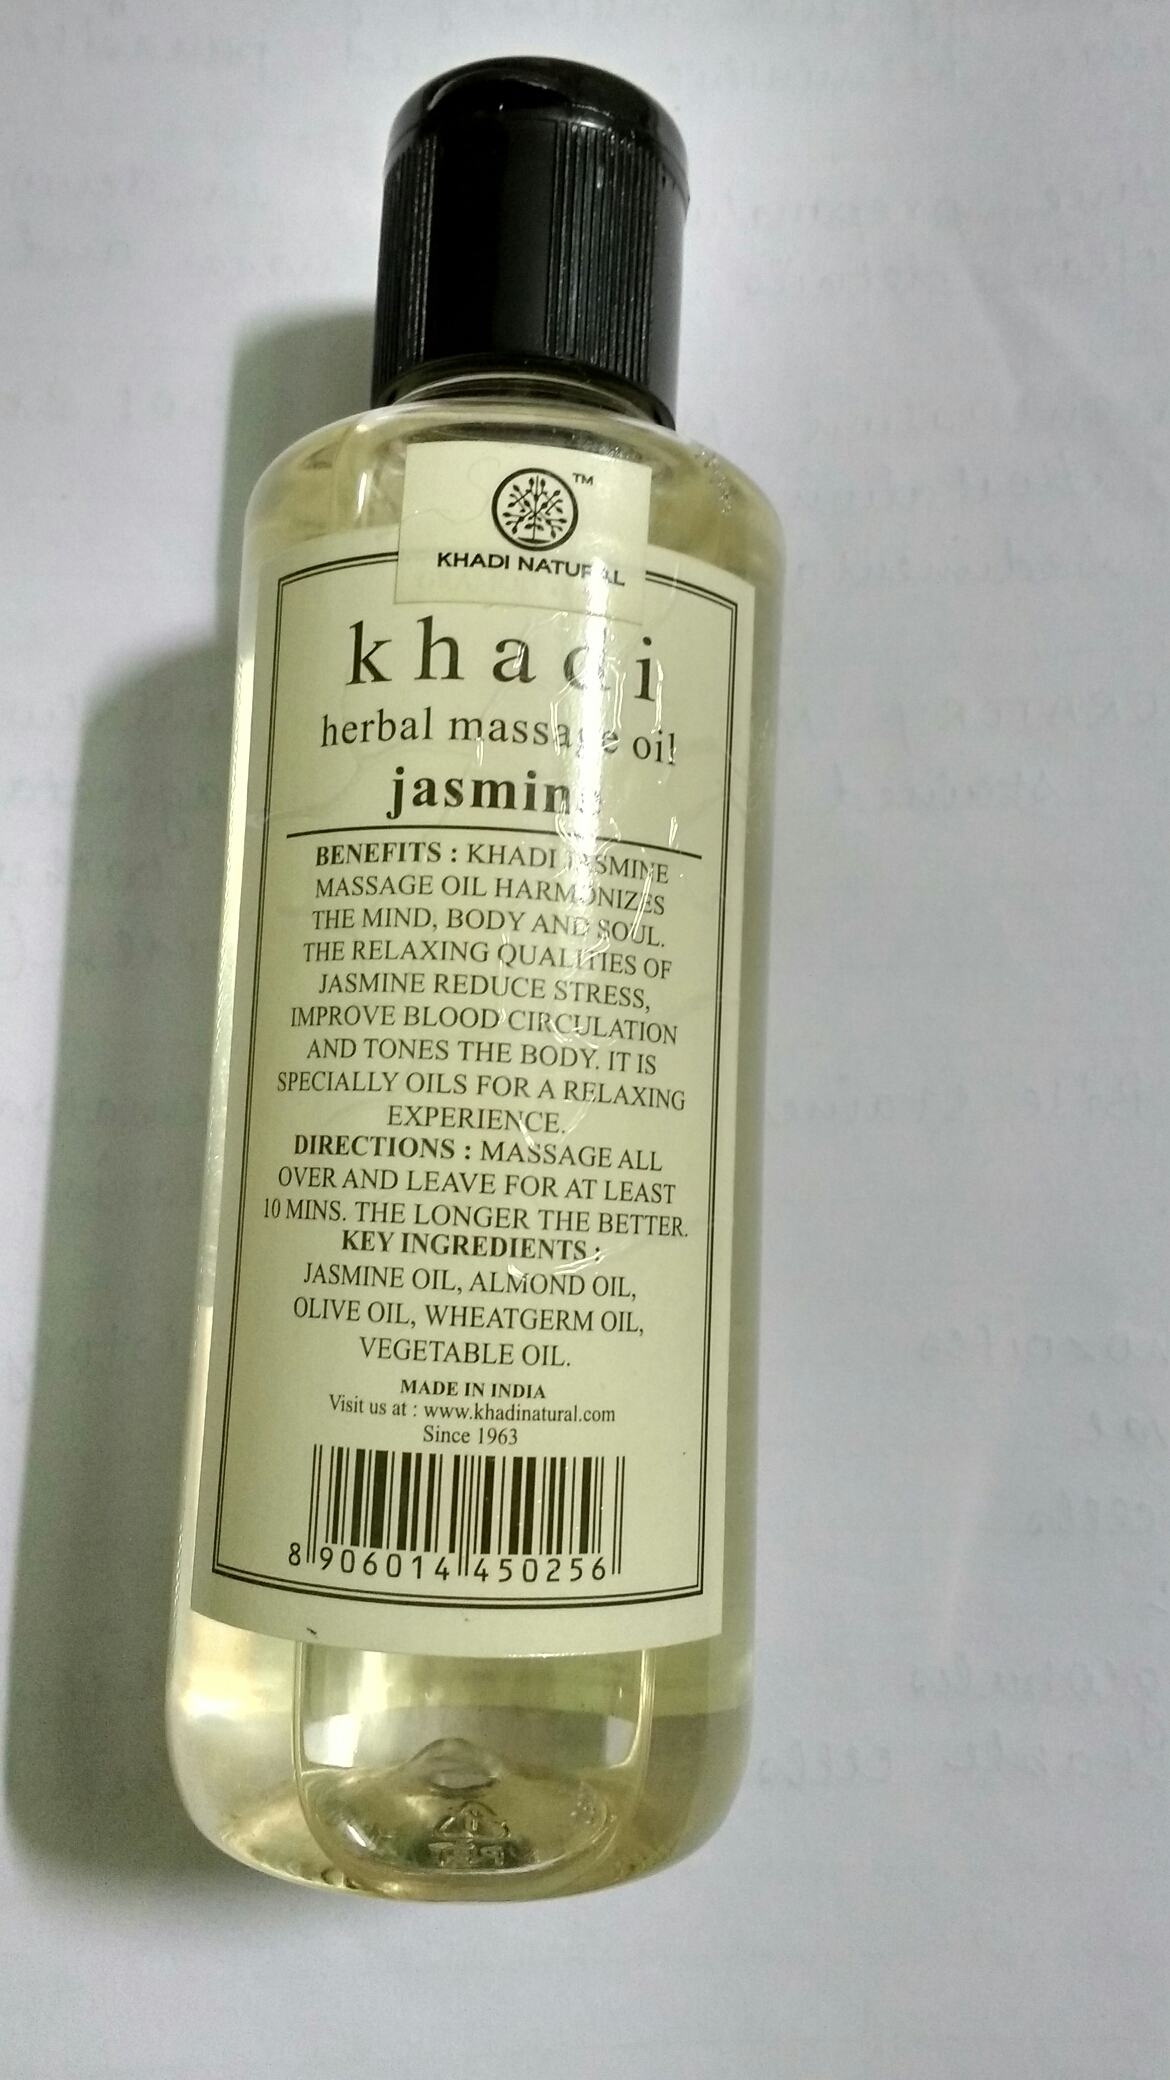 TM
KHADI NATURAL
khadi
herbal massage oil
jasmine
BENEFITS : KHADI JASMINE
MASSAGE OIL HARMONIZES
THE MIND, BODY AND SOUL.
THE RELAXING QUALITIES OF
JASMINE REDUCE STRESS,
IMPROVE BLOOD CIRCULATION
AND TONES THE BODY. IT IS
SPECIALLY OILS FOR A RELAXING
EXPERIENCE.
DIRECTIONS : MASSAGE ALL
OVER AND LEAVE FOR AT LEAST
10 MINS. THE LONGER THE BETTER.
KEY INGREDIENTS :
JASMINE OIL, ALMOND OIL,
OLIVE OIL, WHEATGERM OIL,
VEGETABLE OIL.
MADE IN INDIA
Visit us at : www.khadinatural.com
Since 1963
8 906014 450256